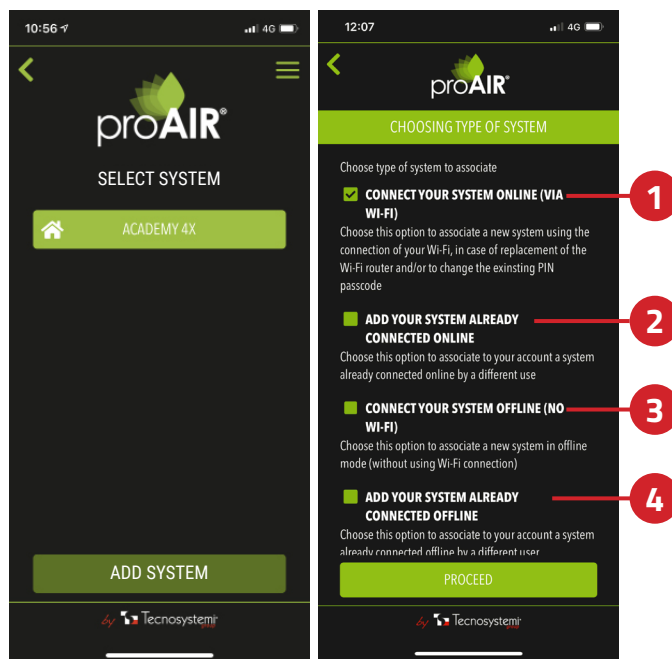 10:56
4G
proAIR®
SELECT SYSTEM
ACADEMY 4X
ADD SYSTEM
by Tecnosystemi
12:07
4G
proAIR®
CHOOSING TYPE OF SYSTEM
Choose type of system to associate
CONNECT YOUR SYSTEM ONLINE (VIA
WI-FI)
Choose this option to associate a new system using the
connection of your Wi-Fi, in case of replacement of the
Wi-Fi router and/or to change the exinsting PIN
passcode
ADD YOUR SYSTEM ALREADY
CONNECTED ONLINE
Choose this option to associate to your account a system
already connected online by a different use
CONNECT YOUR SYSTEM OFFLINE (NO
WI-FI)
Choose this option to associate a new system in offline
mode (without using Wi-Fi connection)
ADD YOUR SYSTEM ALREADY
CONNECTED OFFLINE
Choose this option to associate to your account a system
already connected offline by a different user
PROCEED
by Tecnosystemi
1
2
3
4